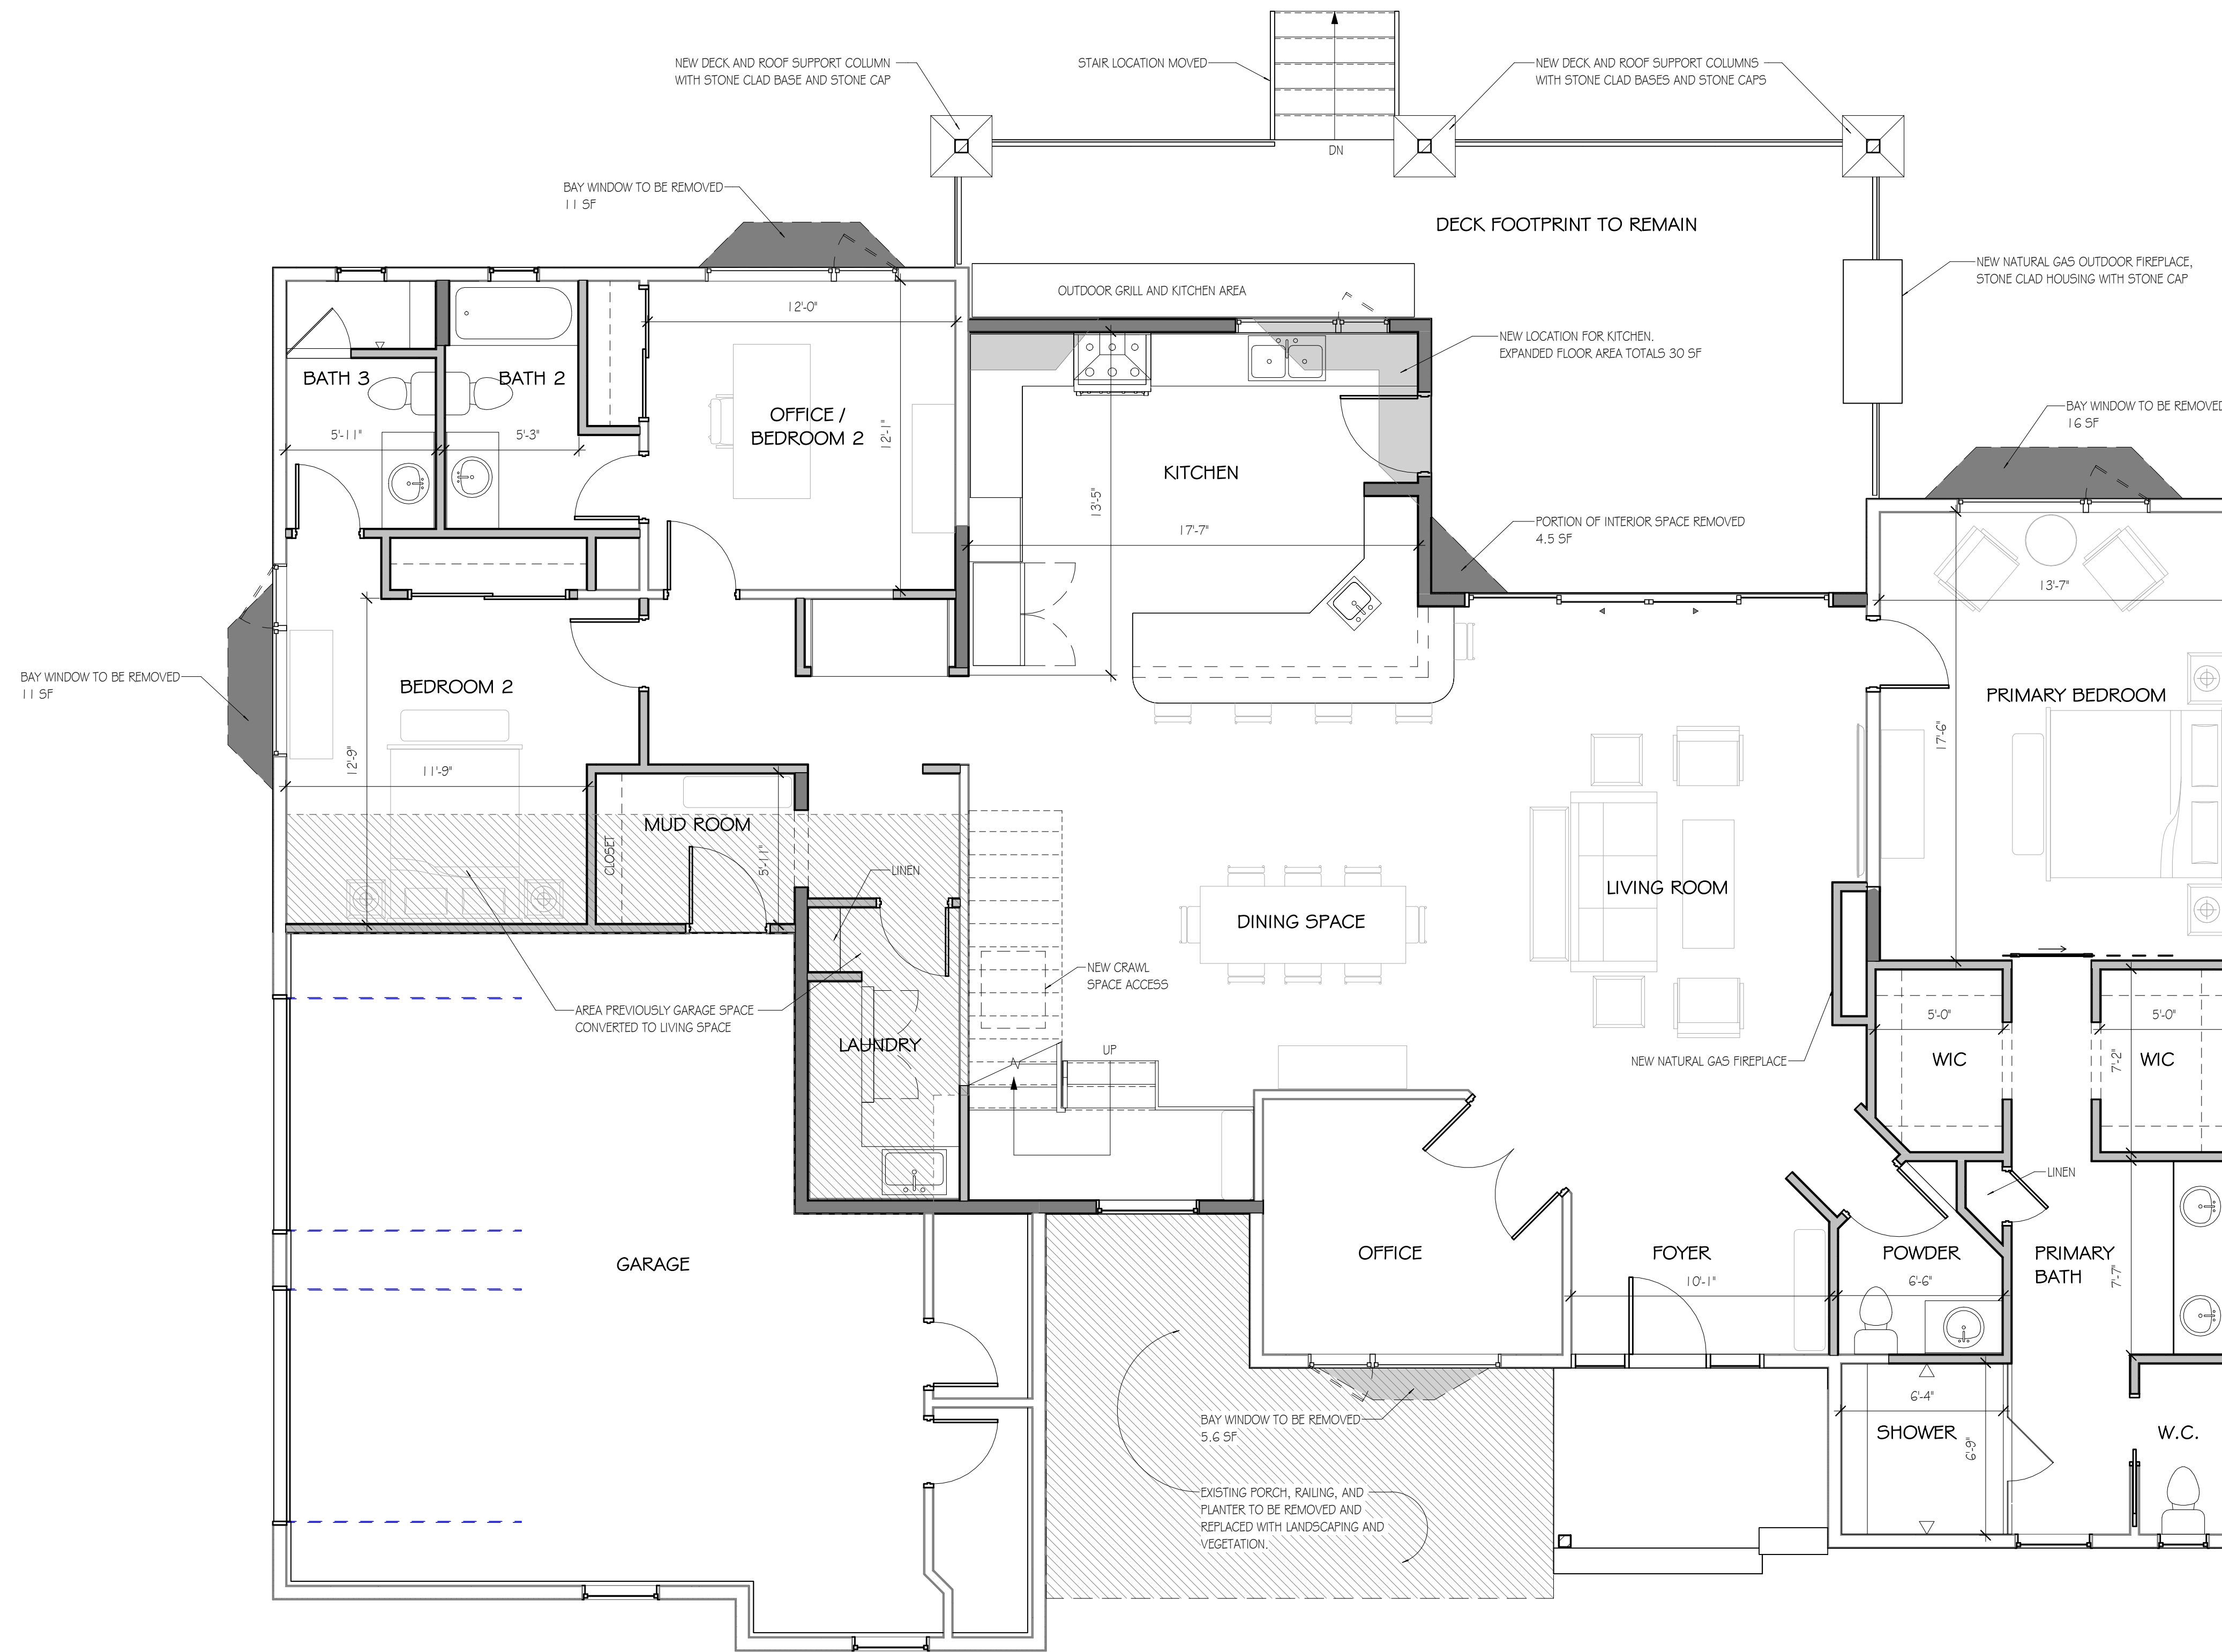 NEW DECK AND ROOF SUPPORT COLUMN
WITH STONE CLAD BASE AND STONE CAP
STAIR LOCATION MOVED
NEW DECK AND ROOF SUPPORT COLUMNS
WITH STONE CLAD BASES AND STONE CAPS
DN
BAY WINDOW TO BE REMOVED
11 SF
DECK FOOTPRINT TO REMAIN
NEW NATURAL GAS OUTDOOR FIREPLACE,
STONE CLAD HOUSING WITH STONE CAP
OUTDOOR GRILL AND KITCHEN AREA
12'-0"
NEW LOCATION FOR KITCHEN.
EXPANDED FLOOR AREA TOTALS 30 SF
BATH 3
BATH 2
OFFICE /
BEDROOM 2
12'-1"
5'-11"
5'-3"
BAY WINDOW TO BE REMOVED
16 SF
KITCHEN
13'-5"
17'-7"
PORTION OF INTERIOR SPACE REMOVED
4.5 SF
13'-7"
BAY WINDOW TO BE REMOVED
11 SF
BEDROOM 2
12'-9"
11'-9"
PRIMARY BEDROOM
17'-6"
MUD ROOM
CLOSET
5'-11"
LINEN
DINING SPACE
LIVING ROOM
NEW CRAWL
SPACE ACCESS
AREA PREVIOUSLY GARAGE SPACE
CONVERTED TO LIVING SPACE
LAUNDRY
UP
NEW NATURAL GAS FIREPLACE
5'-0"
WIC
5'-0"
7'-2"
WIC
LINEN
GARAGE
OFFICE
FOYER
10'-1"
POWDER
6'-6"
PRIMARY
BATH
7'-7"
BAY WINDOW TO BE REMOVED
5.6 SF
6'-4"
SHOWER
6'-9"
W.C.
EXISTING PORCH, RAILING, AND
PLANTER TO BE REMOVED AND
REPLACED WITH LANDSCAPING AND
VEGETATION.